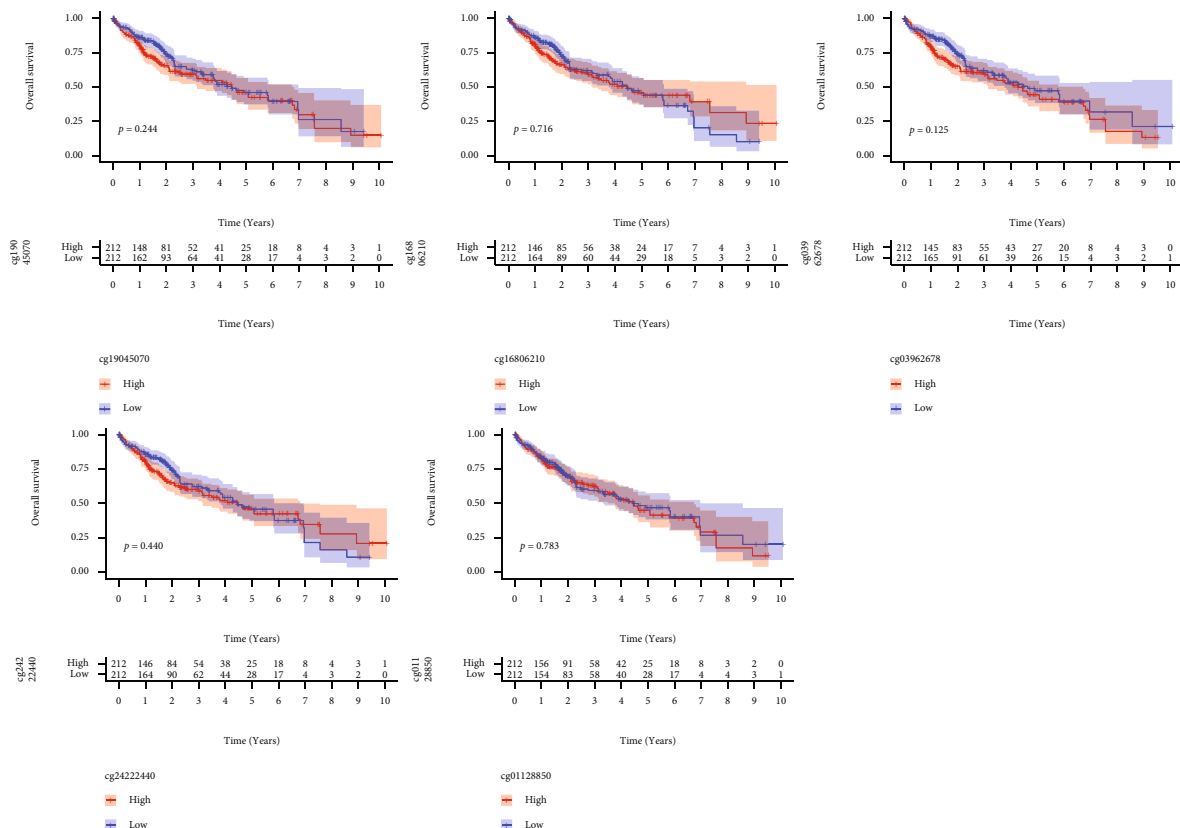 1.00
0.75
0.50
0.25
0.00
Overall survival
p = 0.244
0 1 2 3 4 5 6 7 8 9 10
Time (Years)
cg190
45070
High 212 148 81 52 41 25 18 8 4 3 1
Low 212 162 93 64 41 28 17 4 3 2 0
0 1 2 3 4 5 6 7 8 9 10
Time (Years)
cg19045070
High
Low
1.00
0.75
0.50
0.25
0.00
Overall survival
p = 0.716
0 1 2 3 4 5 6 7 8 9 10
Time (Years)
cg168
06210
High 212 146 85 56 38 24 17 7 4 3 1
Low 212 164 89 60 44 29 18 5 3 2 0
0 1 2 3 4 5 6 7 8 9 10
Time (Years)
cg16806210
High
Low
1.00
0.75
0.50
0.25
0.00
Overall survival
p = 0.125
0 1 2 3 4 5 6 7 8 9 10
Time (Years)
cg039
62678
High 212 145 83 55 43 27 20 8 4 3 0
Low 212 165 91 61 39 26 15 4 3 2 1
0 1 2 3 4 5 6 7 8 9 10
Time (Years)
cg03962678
High
Low
1.00
0.75
0.50
0.25
0.00
Overall survival
p = 0.440
0 1 2 3 4 5 6 7 8 9 10
Time (Years)
cg242
22440
High 212 146 84 54 38 25 18 8 4 3 1
Low 212 164 90 62 44 28 17 4 3 2 0
0 1 2 3 4 5 6 7 8 9 10
Time (Years)
cg24222440
High
Low
1.00
0.75
0.50
0.25
0.00
Overall survival
p = 0.783
0 1 2 3 4 5 6 7 8 9 10
Time (Years)
cg011
28850
High 212 156 91 58 42 25 18 8 3 2 0
Low 212 154 83 58 40 28 17 4 4 3 1
0 1 2 3 4 5 6 7 8 9 10
Time (Years)
cg01128850
High
Low